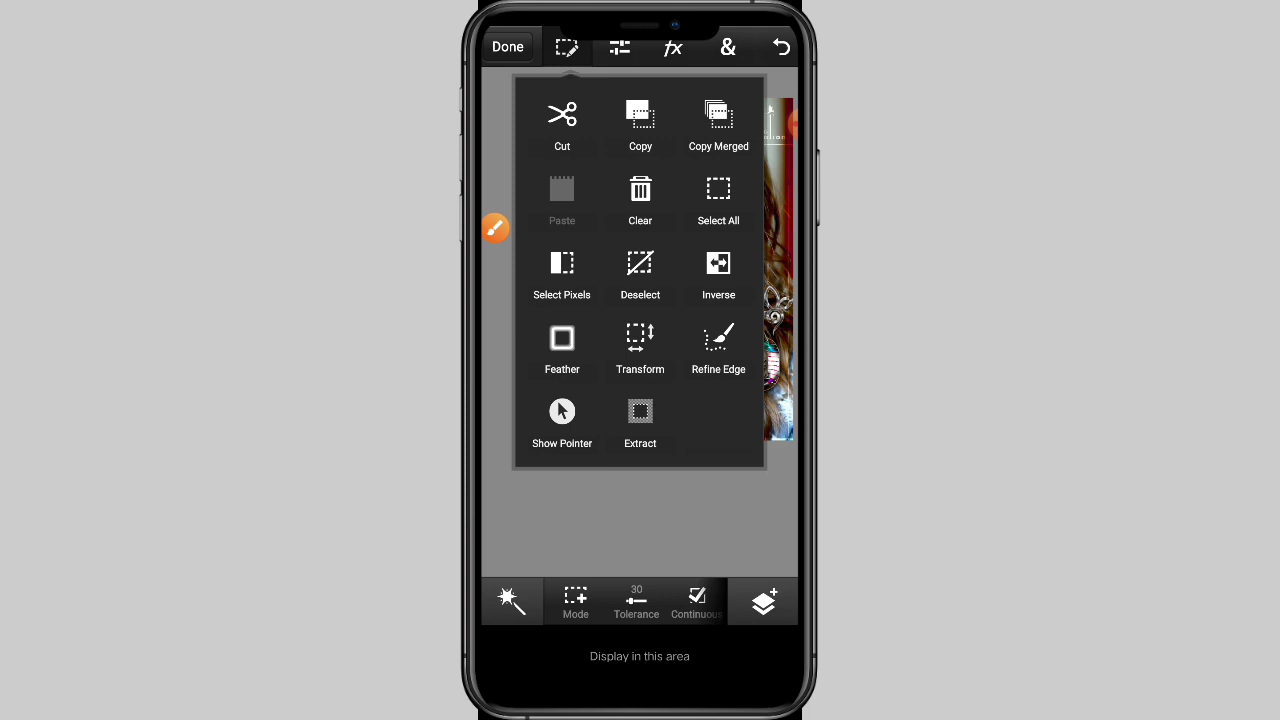 Done fx &
Cut Copy Copy Merged
Paste Clear Select All
Select Pixels Deselect Inverse
Feather Transform Refine Edge
Show Pointer Extract
30
Mode Tolerance Continuous
Display in this area